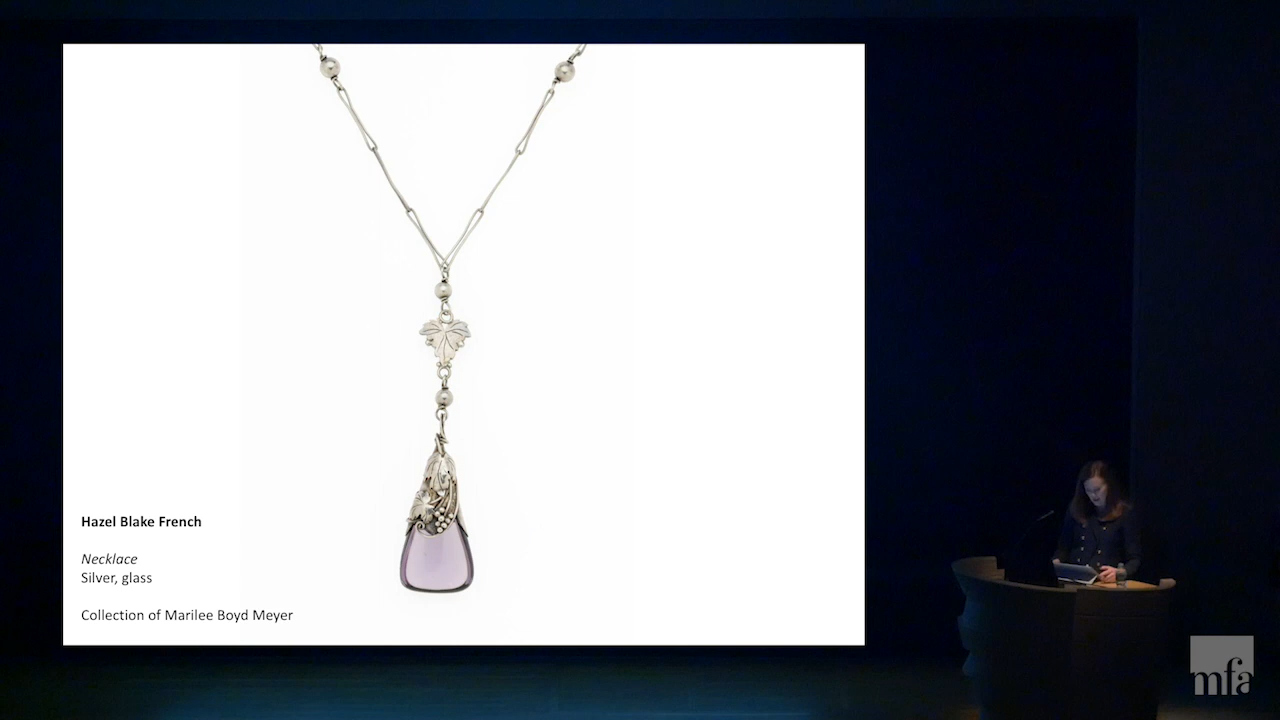 Hazel Blake French
Necklace
Silver, glass
Collection of Marilee Boyd Meyer
mfa